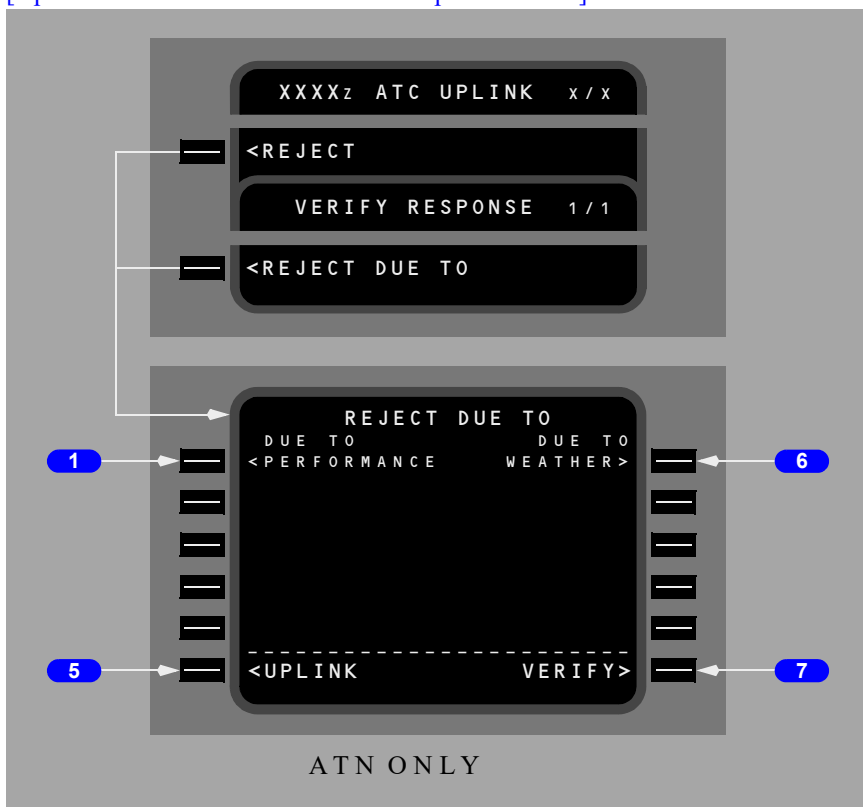 XXXXz ATC UPLINK x/x
<REJECT
VERIFY RESPONSE 1/1
<REJECT DUE TO
REJECT DUE TO
DUE TO DUE TO
1 <PERFORMANCE WEATHER> 6
------------------------
5 <UPLINK VERIFY> 7
ATN ONLY